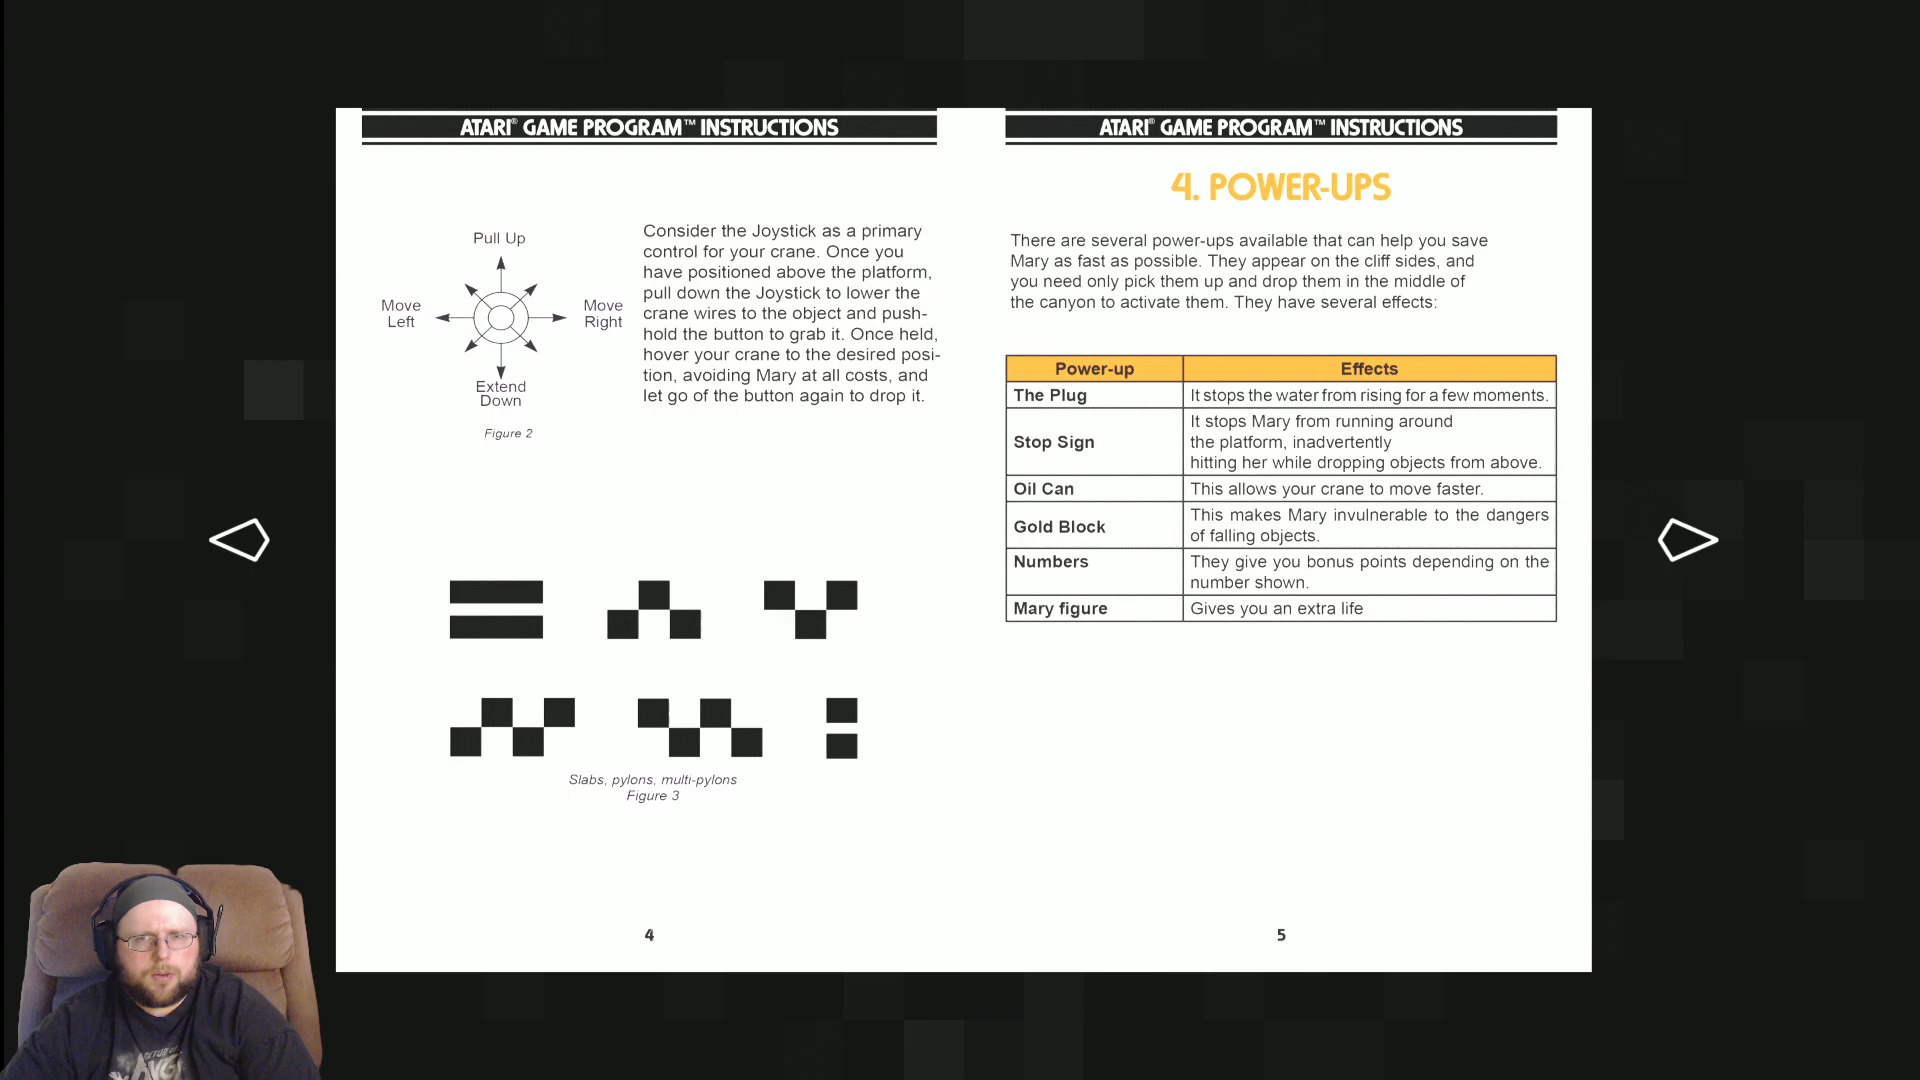 ATARI® GAME PROGRAM™ INSTRUCTIONS
Pull Up
Move
Left
Move
Right
Extend
Down
Figure 2
Consider the Joystick as a primary
control for your crane. Once you
have positioned above the platform,
pull down the Joystick to lower the
crane wires to the object and push-
hold the button to grab it. Once held,
hover your crane to the desired posi-
tion, avoiding Mary at all costs, and
let go of the button again to drop it.
Slabs, pylons, multi-pylons
Figure 3
4
ATARI® GAME PROGRAM™ INSTRUCTIONS
4. POWER-UPS
There are several power-ups available that can help you save
Mary as fast as possible. They appear on the cliff sides, and
you need only pick them up and drop them in the middle of
the canyon to activate them. They have several effects:
Power-up Effects
The Plug It stops the water from rising for a few moments.
Stop Sign It stops Mary from running around
the platform, inadvertently
hitting her while dropping objects from above.
Oil Can This allows your crane to move faster.
Gold Block This makes Mary invulnerable to the dangers
of falling objects.
Numbers They give you bonus points depending on the
number shown.
Mary figure Gives you an extra life
5